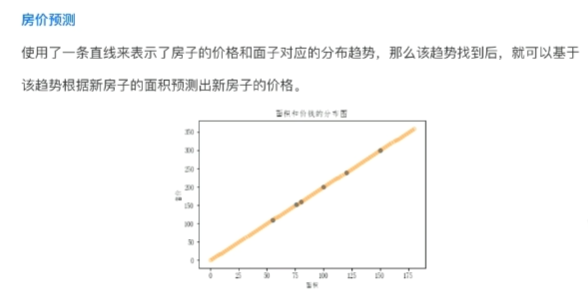 房价预测
使用了一条直线来表示了房子的价格和面子对应的分布趋势，那么该趋势找到后，就可以基于
该趋势根据新房子的面积预测出新房子的价格。
面积和价钱的分布图
350
300
250
200
150
100
50
0
0 25 50 75 100 125 150 175
面积